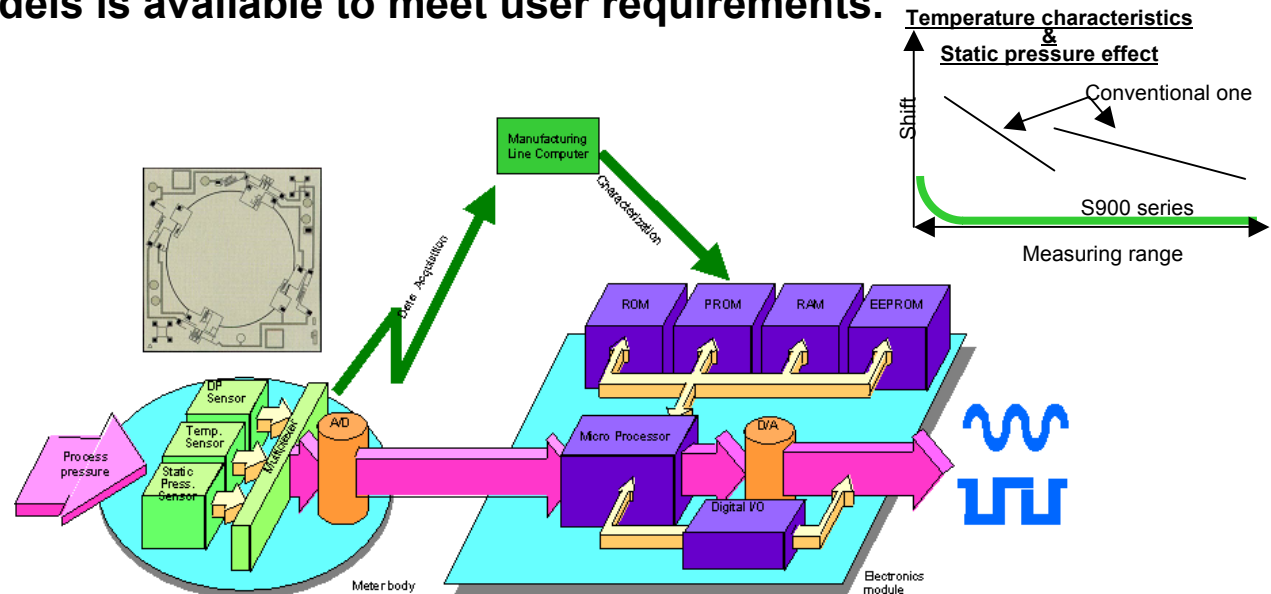 dels is available to meet user requirements.
Temperature characteristics
&
Static pressure effect
Shift
Conventional one
S900 series
Measuring range
Manufacturing
Line Computer
Data Acquisition
Characterization
ROM
PROM
RAM
EEPROM
DP
Sensor
Temp.
Sensor
Static
Press.
Sensor
Multiplexer
A/D
Process
pressure
Micro Processor
D/A
Digital I/O
Meter body
Electronics
module